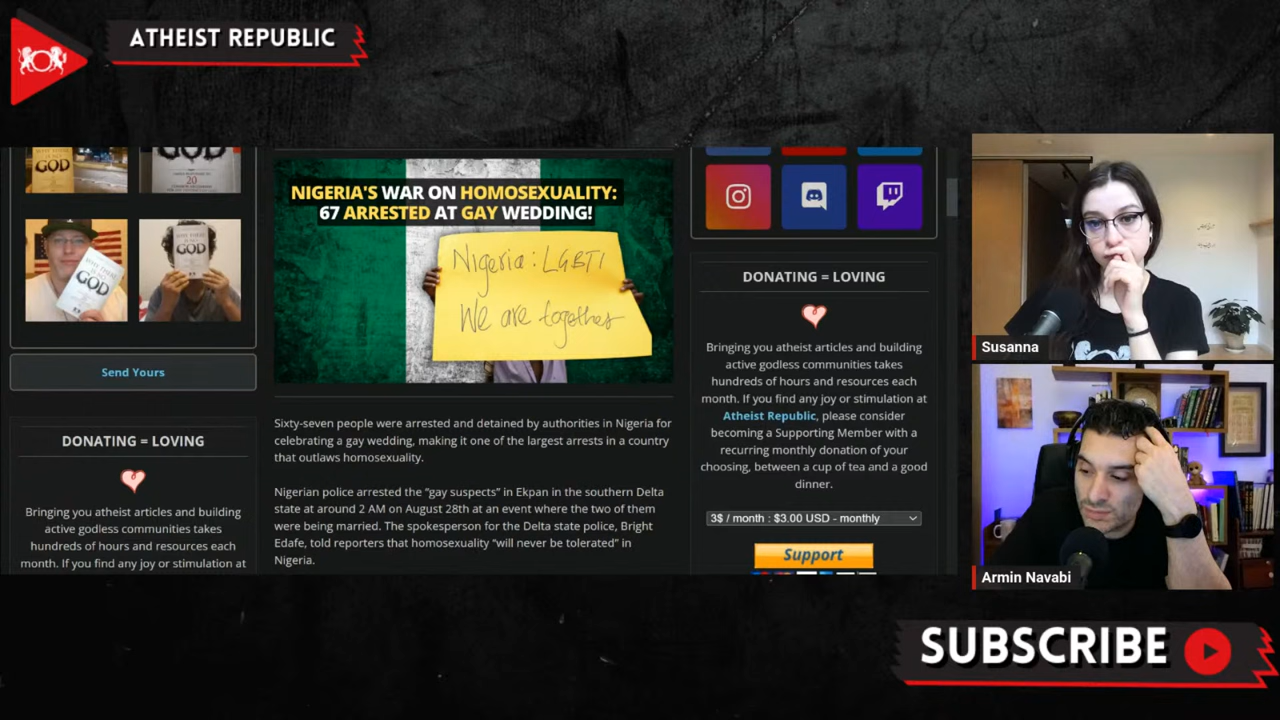 ATHEIST REPUBLIC
GOD
GOD
20
GOD
GOD
Send Yours
DONATING = LOVING
Bringing you atheist articles and building
active godless communities takes
hundreds of hours and resources each
month. If you find any joy or stimulation at
NIGERIA'S WAR ON HOMOSEXUALITY:
67 ARRESTED AT GAY WEDDING!
Nigeria: LGBTI
We are together
Sixty-seven people were arrested and detained by authorities in Nigeria for
celebrating a gay wedding, making it one of the largest arrests in a country
that outlaws homosexuality.
Nigerian police arrested the “gay suspects” in Ekpan in the southern Delta
state at around 2 AM on August 28th at an event where the two of them
were being married. The spokesperson for the Delta state police, Bright
Edafe, told reporters that homosexuality “will never be tolerated” in
Nigeria.
DONATING = LOVING
Bringing you atheist articles and building
active godless communities takes
hundreds of hours and resources each
month. If you find any joy or stimulation at
Atheist Republic, please consider
becoming a Supporting Member with a
recurring monthly donation of your
choosing, between a cup of tea and a good
dinner.
3$ / month : $3.00 USD - monthly
Support
Susanna
Armin Navabi
SUBSCRIBE